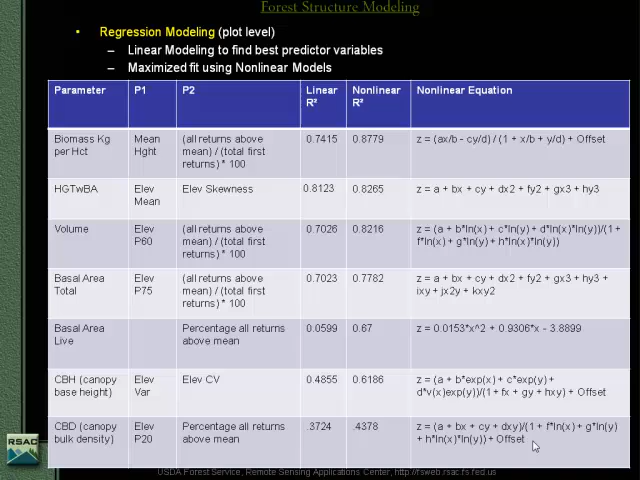 Forest Structure Modeling
• Regression Modeling (plot level)
– Linear Modeling to find best predictor variables
– Maximized fit using Nonlinear Models
Parameter P1 P2 Linear R² Nonlinear R² Nonlinear Equation
Biomass Kg per Hct Mean Hght (all returns above mean) / (total first returns) * 100 0.7415 0.8779 z = (ax/b - cy/d) / (1 + x/b + y/d) + Offset
HGTwBA Elev Mean Elev Skewness 0.8123 0.8265 z = a + bx + cy + dx2 + fy2 + gx3 + hy3
Volume Elev P60 (all returns above mean) / (total first returns) * 100 0.7026 0.8216 z = (a + b*ln(x) + c*ln(y) + d*ln(x)*ln(y))/(1 + f*ln(x) + g*ln(y) + h*ln(x)*ln(y))
Basal Area Total Elev P75 (all returns above mean) / (total first returns) * 100 0.7023 0.7782 z = a + bx + cy + dx2 + fy2 + gx3 + hy3 + ixy + jx2y + kxy2
Basal Area Live Percentage all returns above mean 0.0599 0.67 z = 0.0153*x^2 + 0.9306*x - 3.8899
CBH (canopy base height) Elev Var Elev CV 0.4855 0.6186 z = (a + b*exp(x) + c*exp(y) + d*v(x)exp(y))/(1 + fx + gy + hxy) + Offset
CBD (canopy bulk density) Elev P20 Percentage all returns above mean .3724 .4378 z = (a + bx + cy + dxy)/(1 + f*ln(x) + g*ln(y) + h*ln(x)*ln(y)) + Offset
RSAC
USDA Forest Service, Remote Sensing Applications Center, http://fsweb.rsac.fs.fed.us